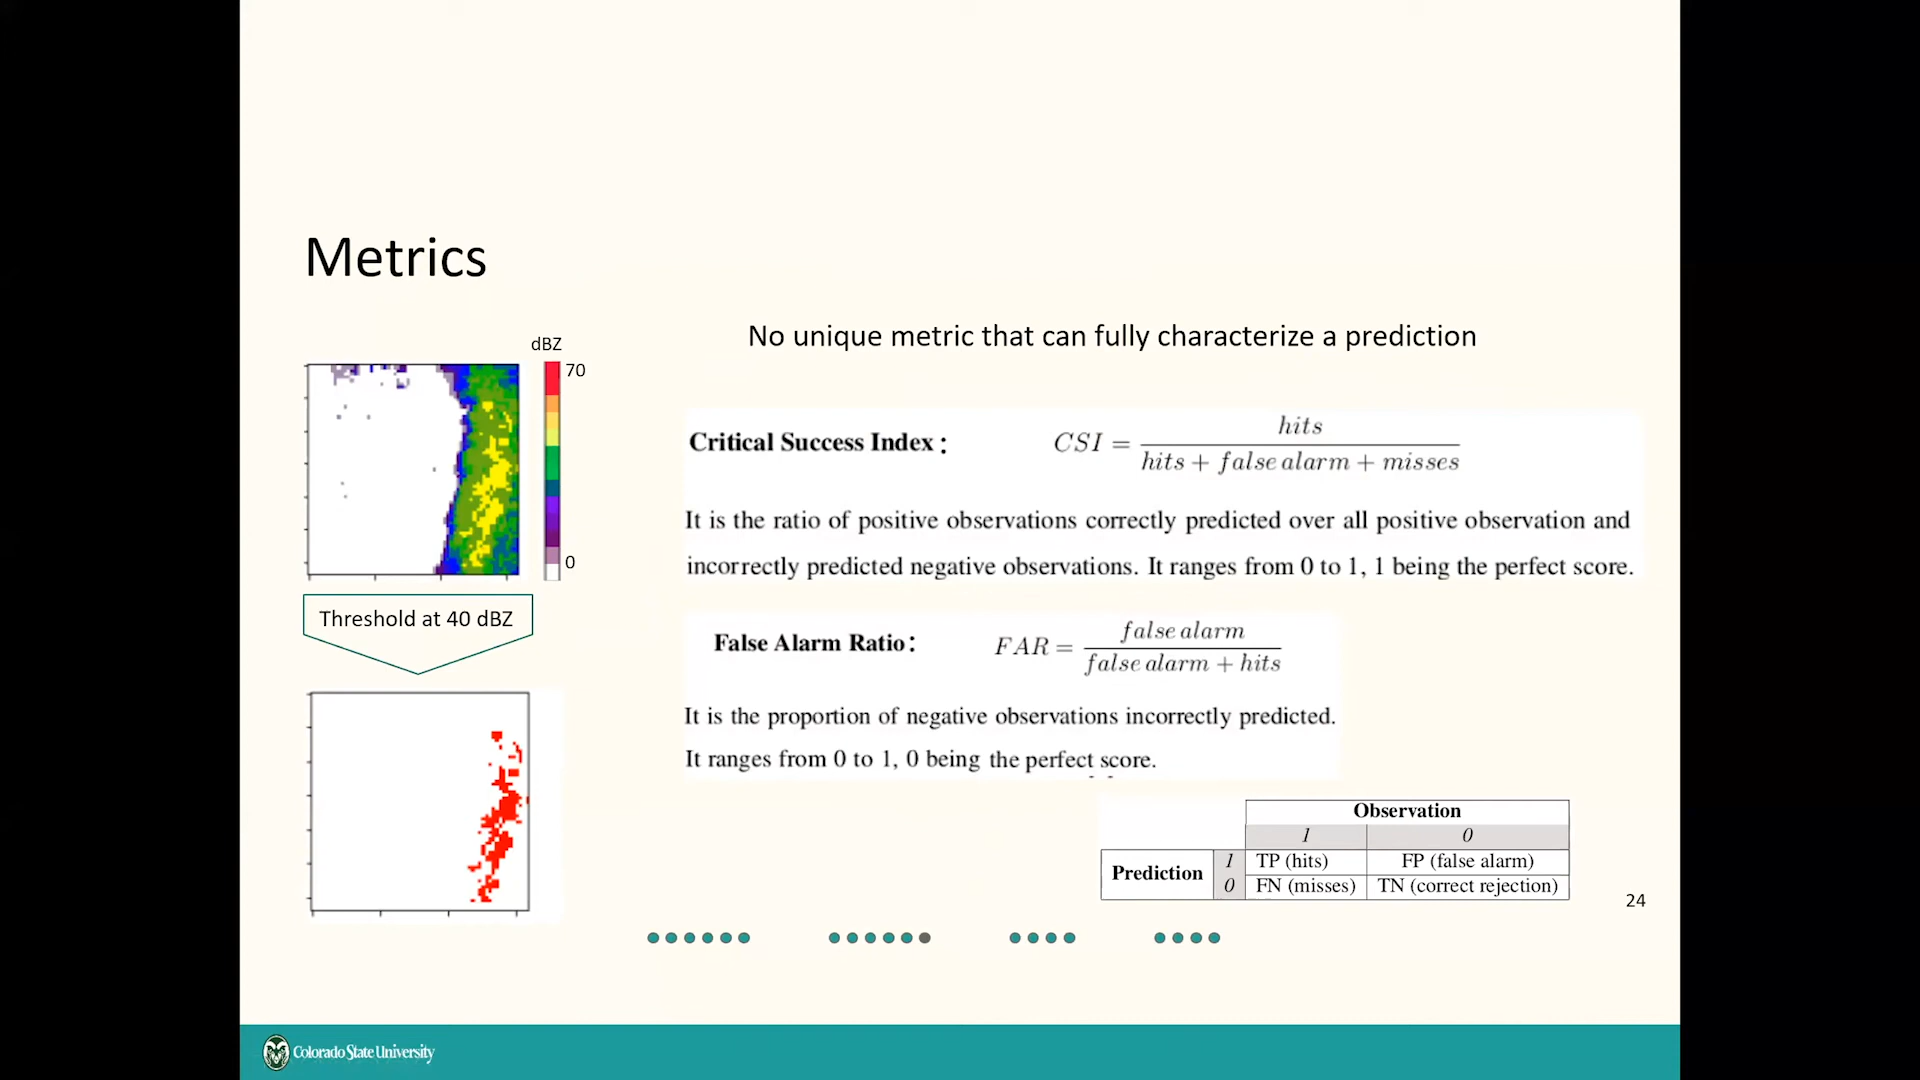 Metrics
No unique metric that can fully characterize a prediction
dBZ
70
0
Threshold at 40 dBZ
Critical Success Index: CSI = hits / hits + false alarm + misses
It is the ratio of positive observations correctly predicted over all positive observation and
incorrectly predicted negative observations. It ranges from 0 to 1, 1 being the perfect score.
False Alarm Ratio: FAR = false alarm / false alarm + hits
It is the proportion of negative observations incorrectly predicted.
It ranges from 0 to 1, 0 being the perfect score.
Observation
1 0
Prediction 1 TP (hits) FP (false alarm)
0 FN (misses) TN (correct rejection)
24
Colorado State University